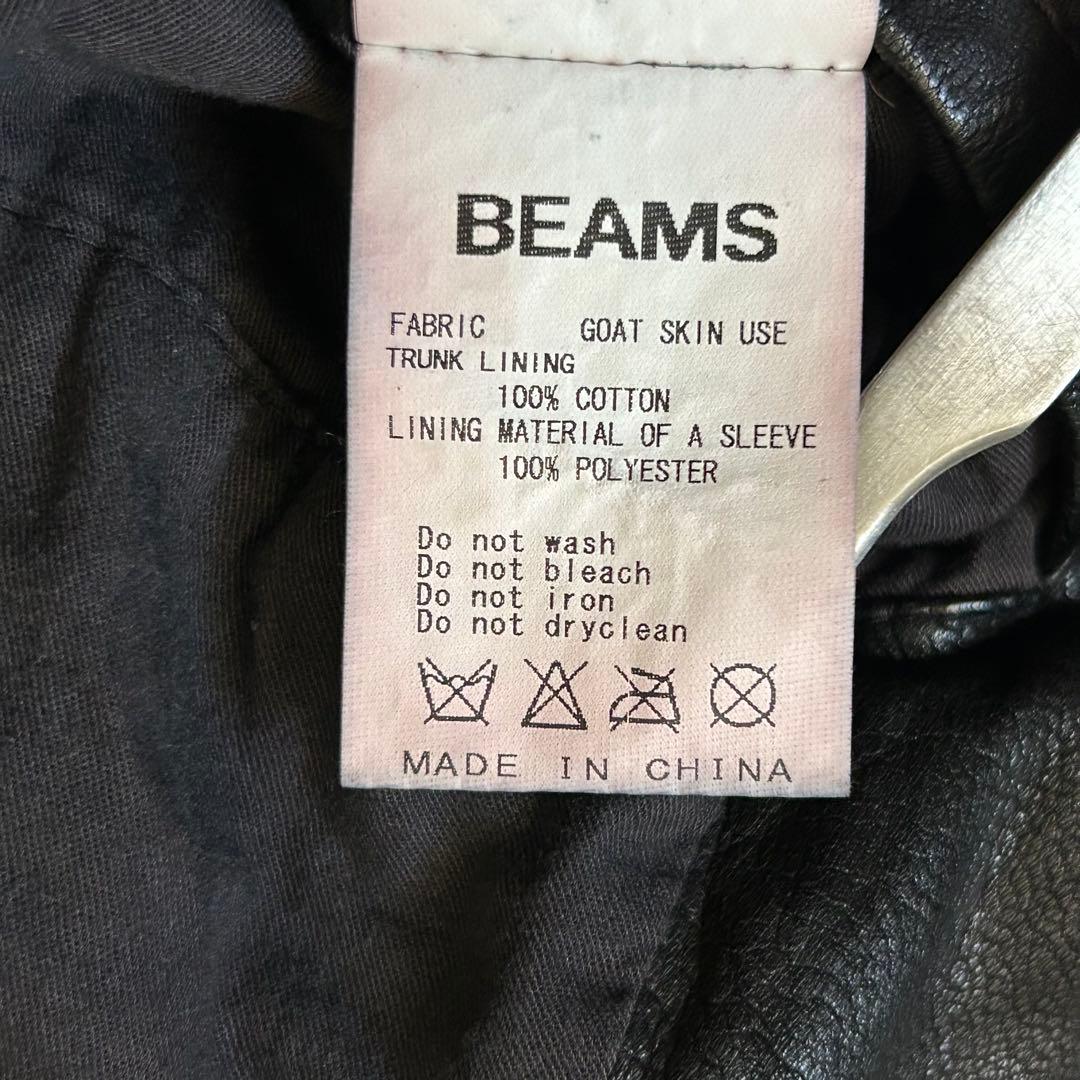 BEAMS
FABRIC GOAT SKIN USE
TRUNK LINING
100% COTTON
LINING MATERIAL OF A SLEEVE
100% POLYESTER
Do not wash
Do not bleach
Do not iron
Do not dryclean
MADE IN CHINA